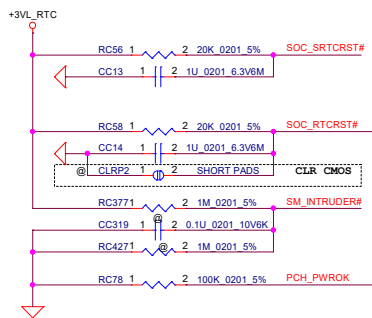 +3VL_RTC
RC56 1 2 20K_0201_5% SOC_SRTCRST#
CC13 1 2 1U_0201_6.3V6M
RC58 1 2 20K_0201_5% SOC_RTCRST#
CC14 1 2 1U_0201_6.3V6M
@ CLRP2 1 2 SHORT PADS CLR CMOS
RC377 1 2 1M_0201_5% SM_INTRUDER#
@
CC319 1 2 0.1U_0201_10V6K
@
RC427 1 2 1M_0201_5%
RC78 1 2 100K_0201_5% PCH_PWROK